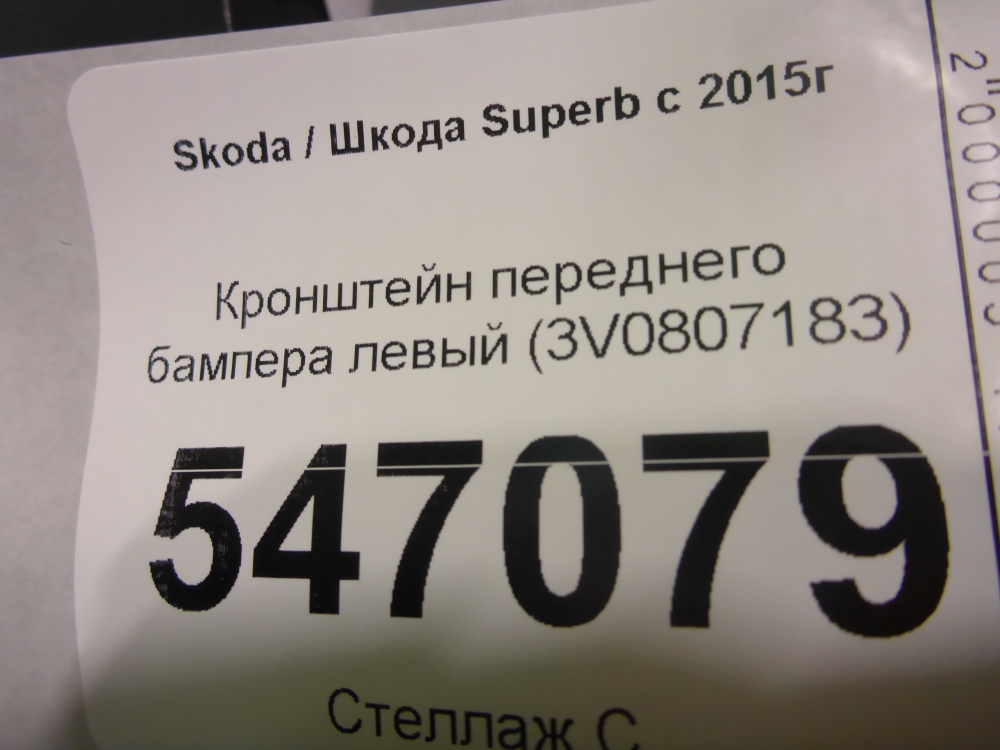 Skoda / Шкода Superb с 2015г
Кронштейн переднего
бампера левый (3V0807183)
547079
Стеллаж С